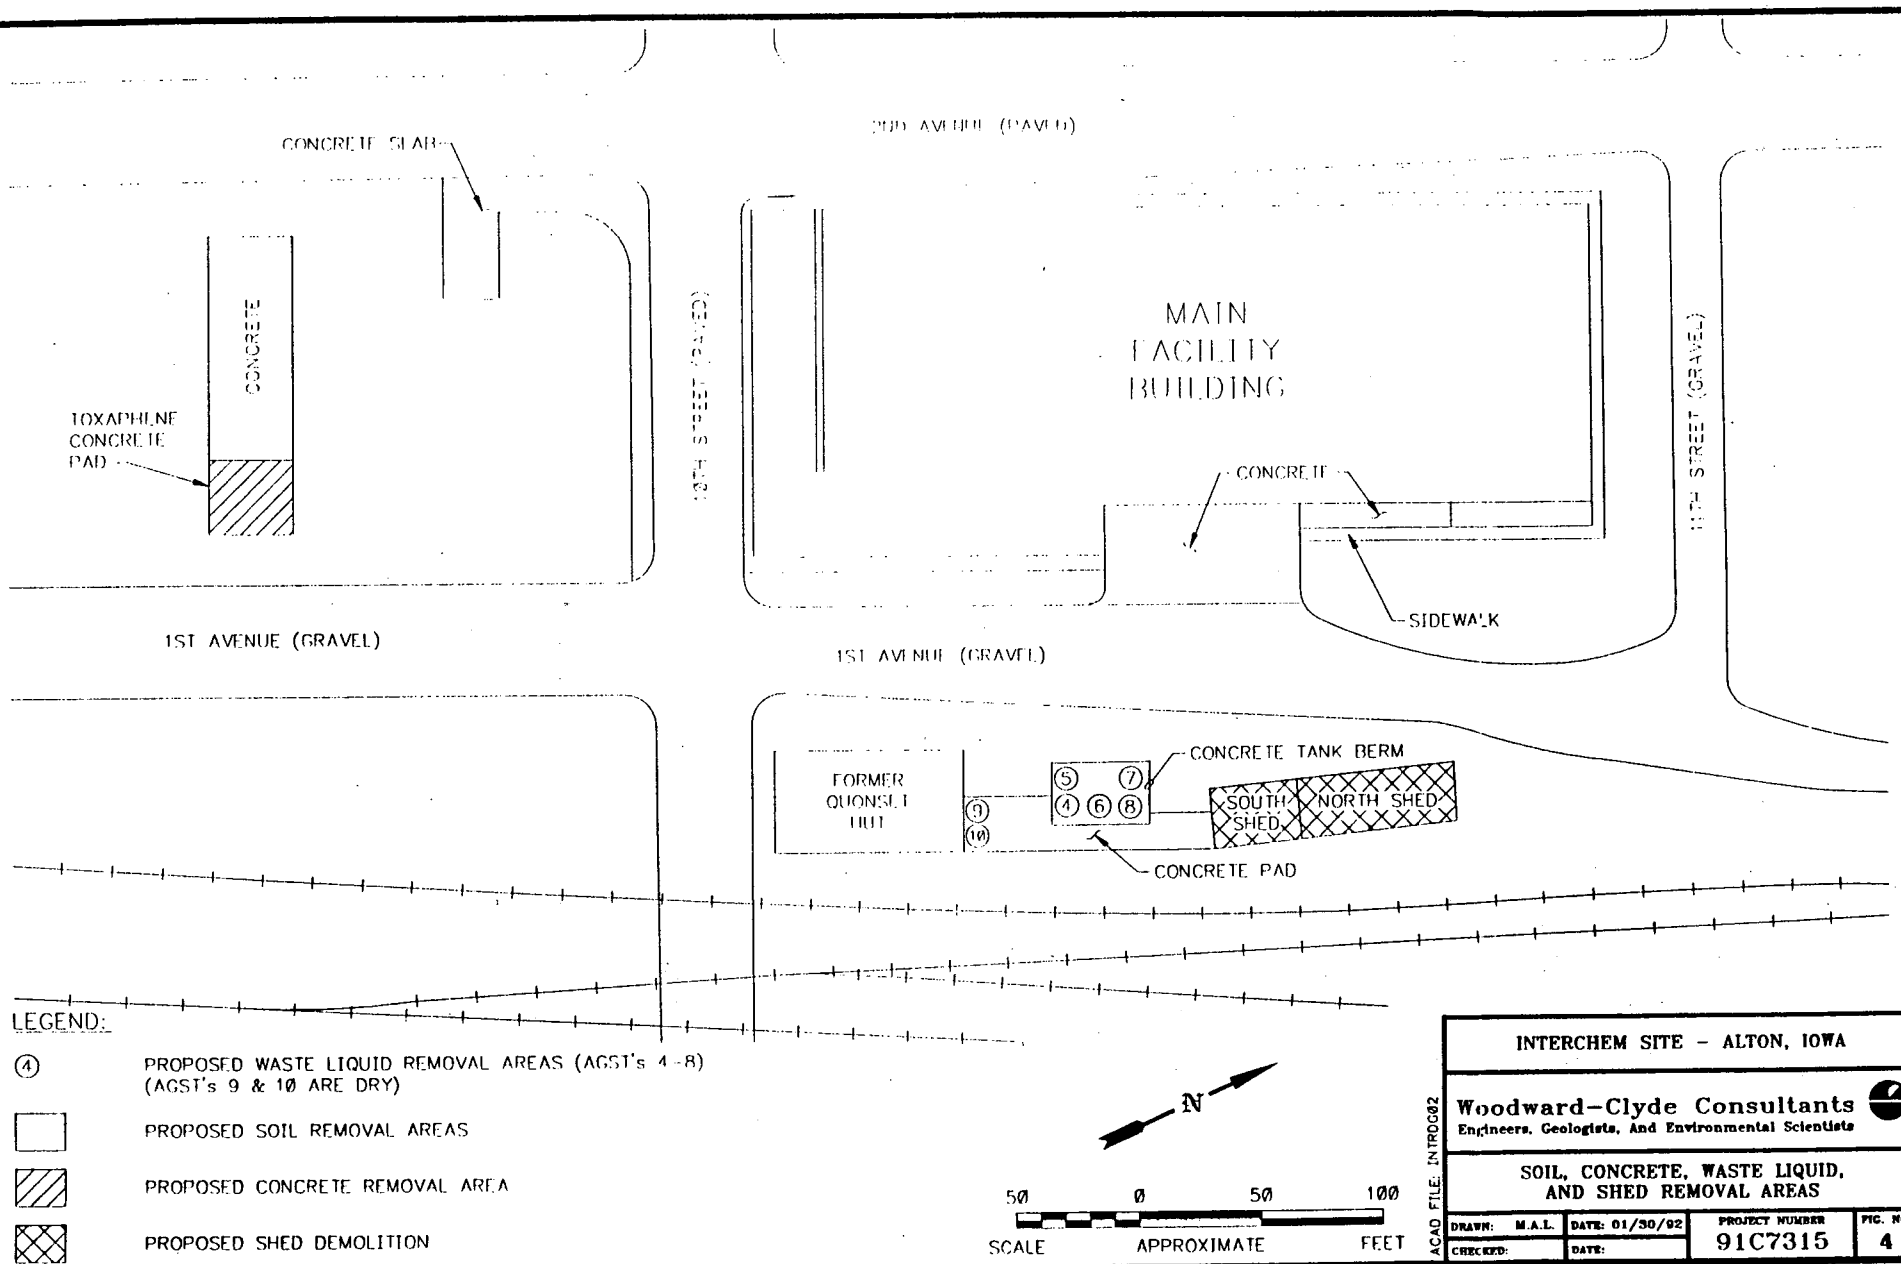 2ND AVENUE (PAVED)
CONCRETE SLAB
CONCRETE
10TH STREET (PAVED)
MAIN
FACILITY
BUILDING
11TH STREET (GRAVEL)
TOXAPHENE
CONCRETE
PAD
CONCRETE
SIDEWALK
1ST AVENUE (GRAVEL)
1ST AVENUE (GRAVEL)
CONCRETE TANK BERM
FORMER
QUONSET
HUT
5
7
4
6
8
9
10
SOUTH
SHED
NORTH SHED
CONCRETE PAD
LEGEND:
4
PROPOSED WASTE LIQUID REMOVAL AREAS (AGST's 4-8)
(AGST's 9 & 10 ARE DRY)
PROPOSED SOIL REMOVAL AREAS
PROPOSED CONCRETE REMOVAL AREA
PROPOSED SHED DEMOLITION
N
50 0 50 100
SCALE APPROXIMATE FEET
ACAD FILE: INTRDG02
INTERCHEM SITE - ALTON, IOWA
Woodward-Clyde Consultants
Engineers, Geologists, And Environmental Scientists
SOIL, CONCRETE, WASTE LIQUID,
AND SHED REMOVAL AREAS
DRAWN: M.A.L. DATE: 01/30/92 PROJECT NUMBER FIG. N
CHECKED: DATE: 91C7315 4